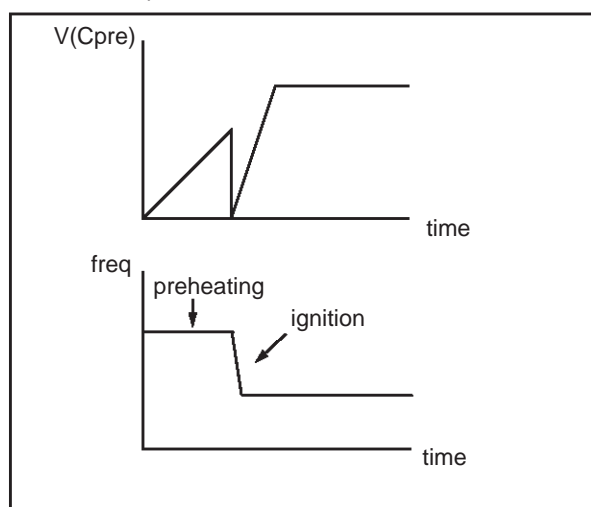 V(Cpre)
time
freq
preheating
ignition
time